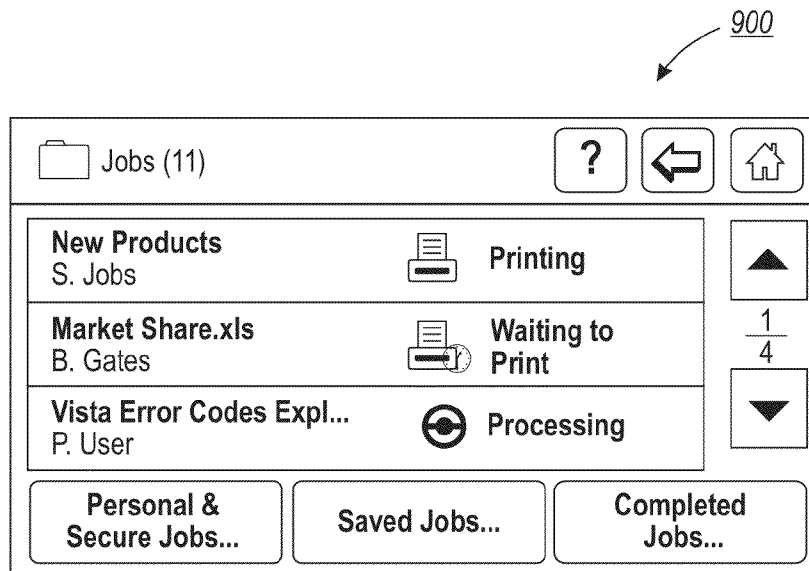 900
Jobs (11)
?
New Products
S. Jobs
Printing
Market Share.xls
B. Gates
Waiting to
Print
Vista Error Codes Expl...
P. User
Processing
1
4
Personal &
Secure Jobs...
Saved Jobs...
Completed
Jobs...